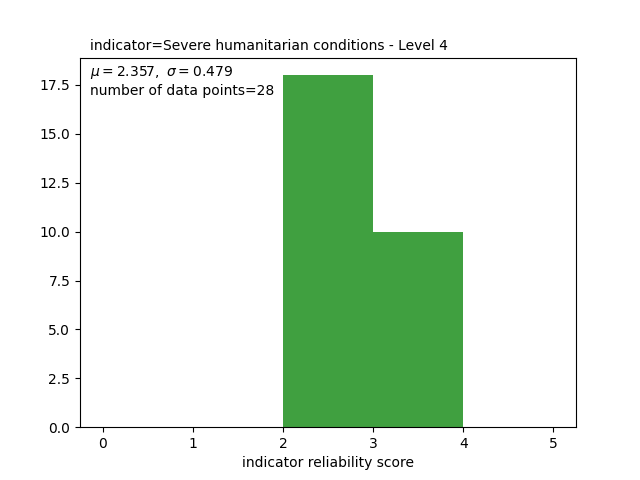 indicator=Severe humanitarian conditions - Level 4
μ = 2.357, σ = 0.479
number of data points=28
17.5
15.0
12.5
10.0
7.5
5.0
2.5
0.0
0 1 2 3 4 5
indicator reliability score